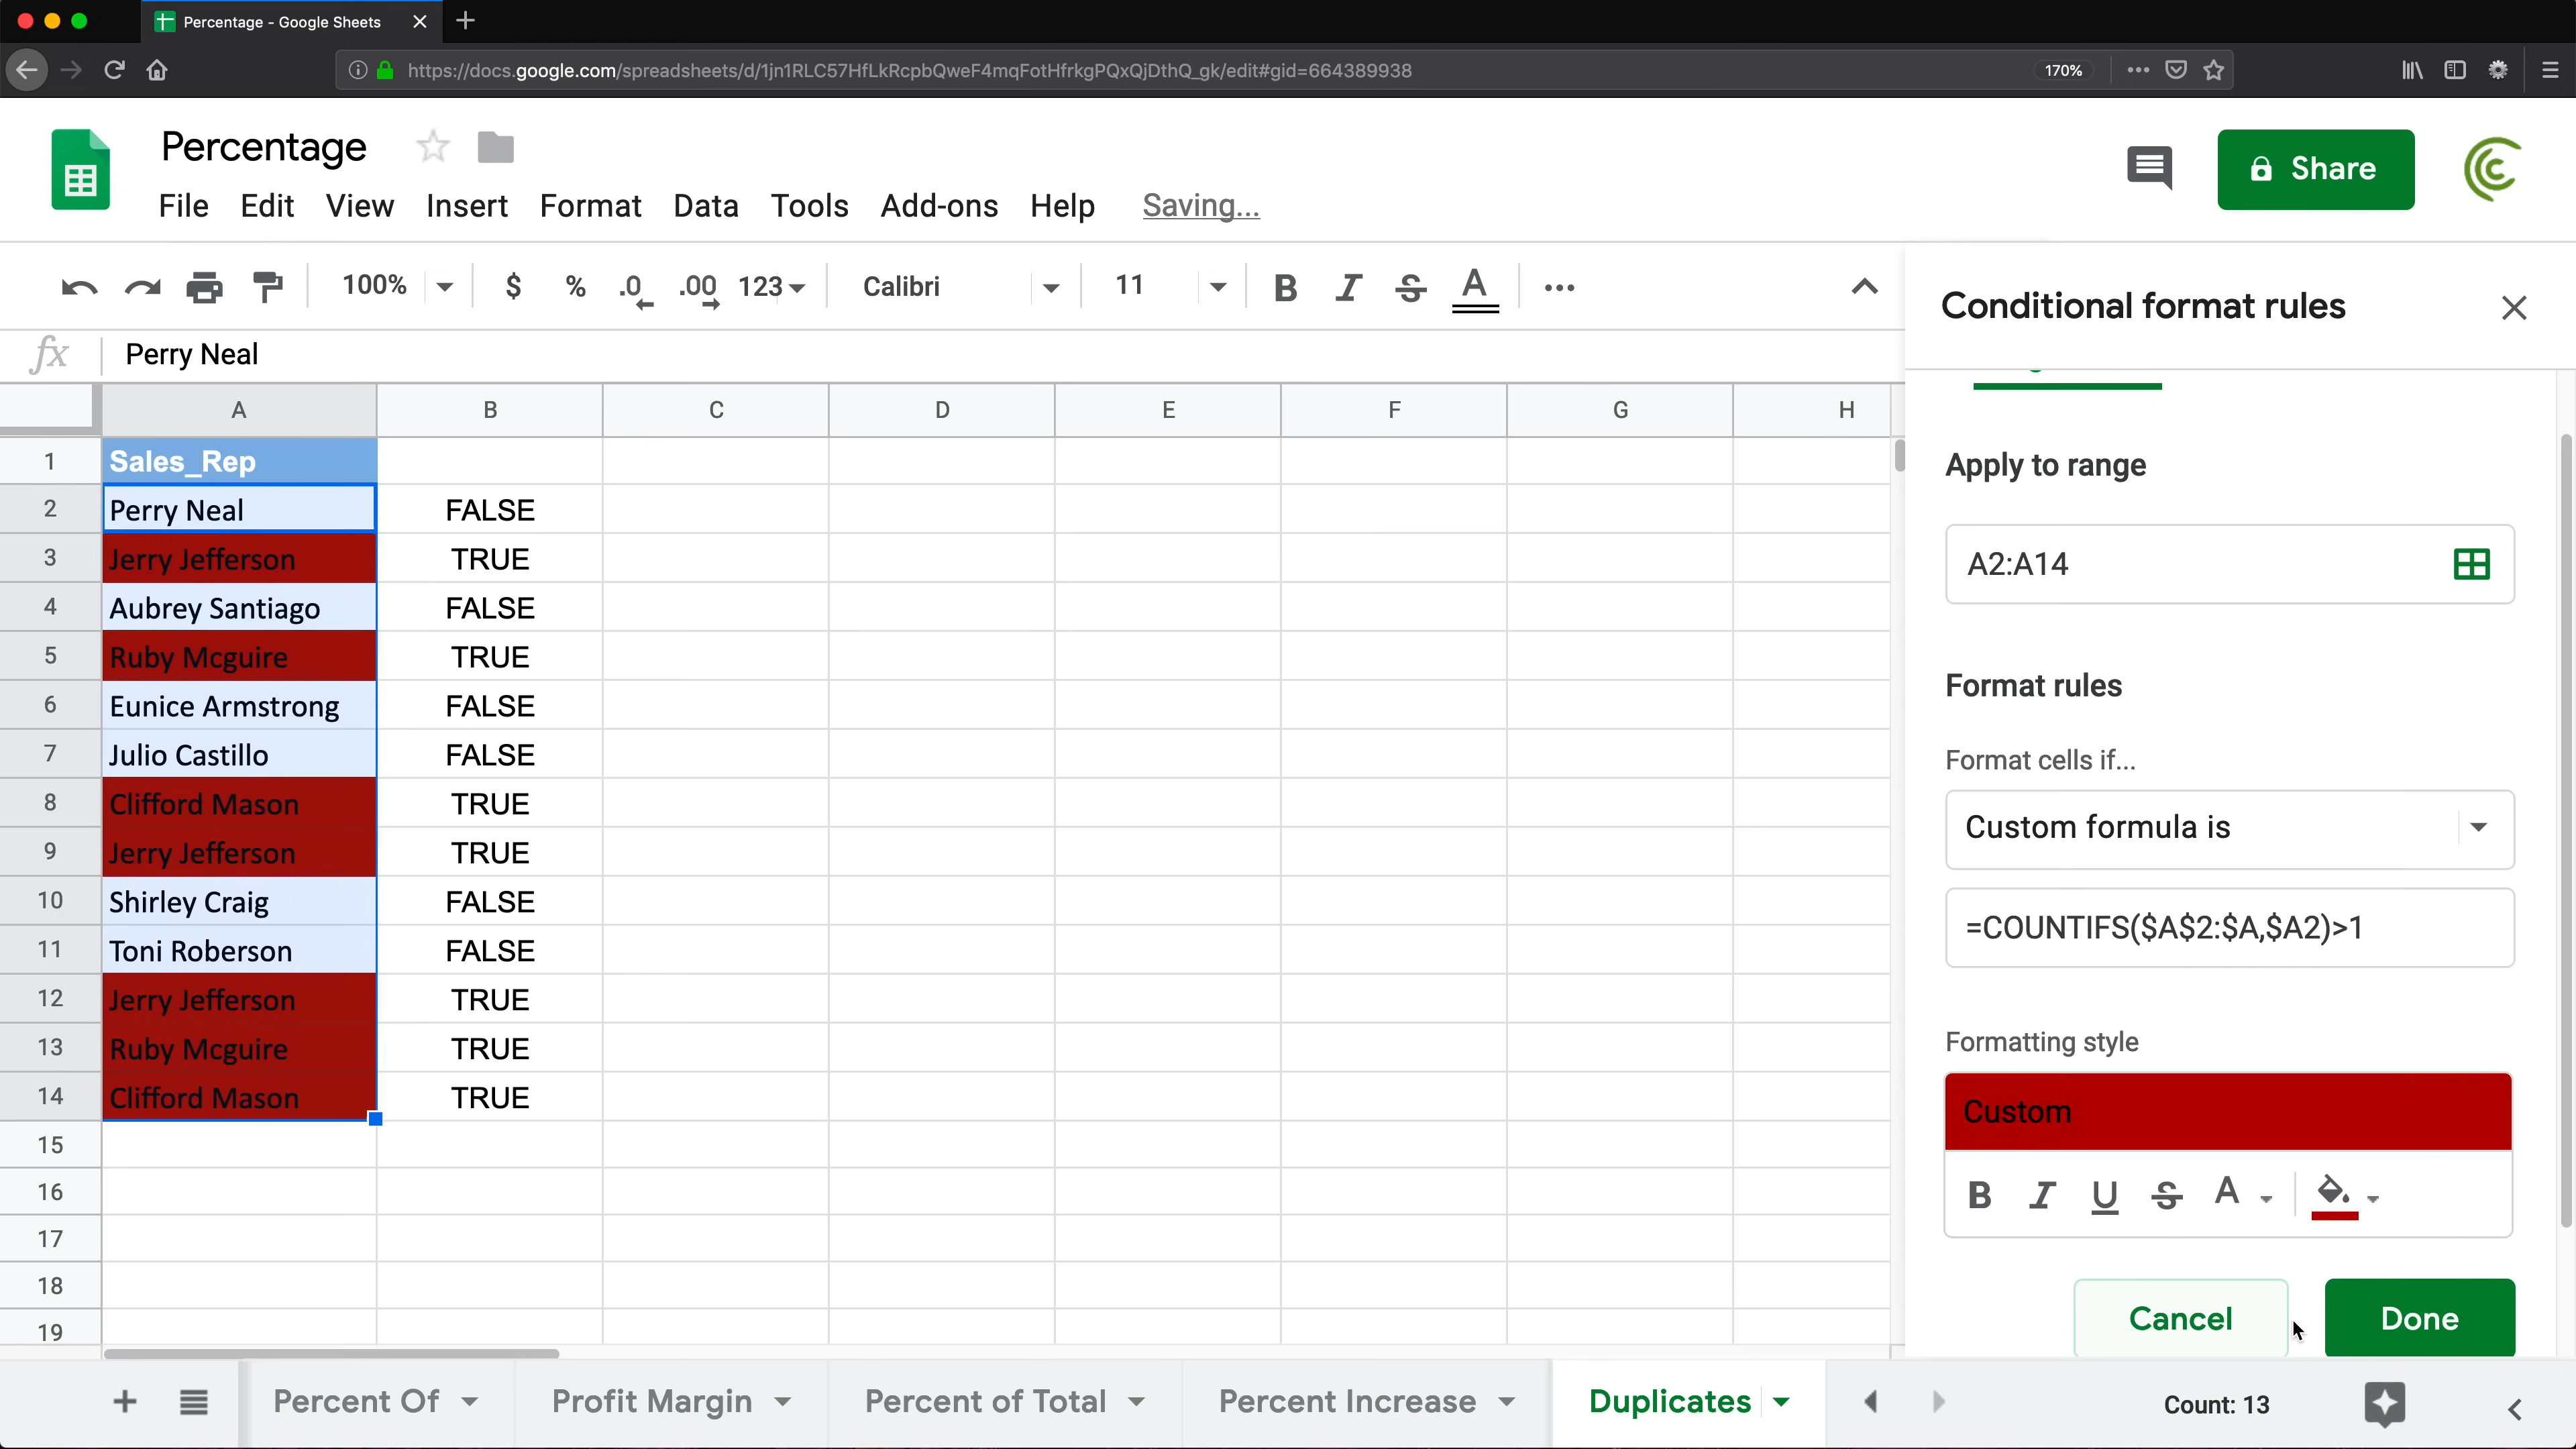 Percentage - Google Sheets
https://docs.google.com/spreadsheets/d/1jn1RLC57HfLkRcpbQweF4mqFotHfrkgPQxQjDthQ_gk/edit#gid=664389938 170%
Percentage
Share
File Edit View Insert Format Data Tools Add-ons Help Saving...
100% $ % .0 .00 123 Calibri 11 B I S A
Conditional format rules
fx Perry Neal
A B C D E F G H
1 Sales_Rep
2 Perry Neal FALSE
3 Jerry Jefferson TRUE
4 Aubrey Santiago FALSE
5 Ruby Mcguire TRUE
6 Eunice Armstrong FALSE
7 Julio Castillo FALSE
8 Clifford Mason TRUE
9 Jerry Jefferson TRUE
10 Shirley Craig FALSE
11 Toni Roberson FALSE
12 Jerry Jefferson TRUE
13 Ruby Mcguire TRUE
14 Clifford Mason TRUE
15
16
17
18
19
Apply to range
A2:A14
Format rules
Format cells if...
Custom formula is
=COUNTIFS($A$2:$A,$A2)>1
Formatting style
Custom
B I U S A
Cancel Done
Percent Of Profit Margin Percent of Total Percent Increase Duplicates Count: 13